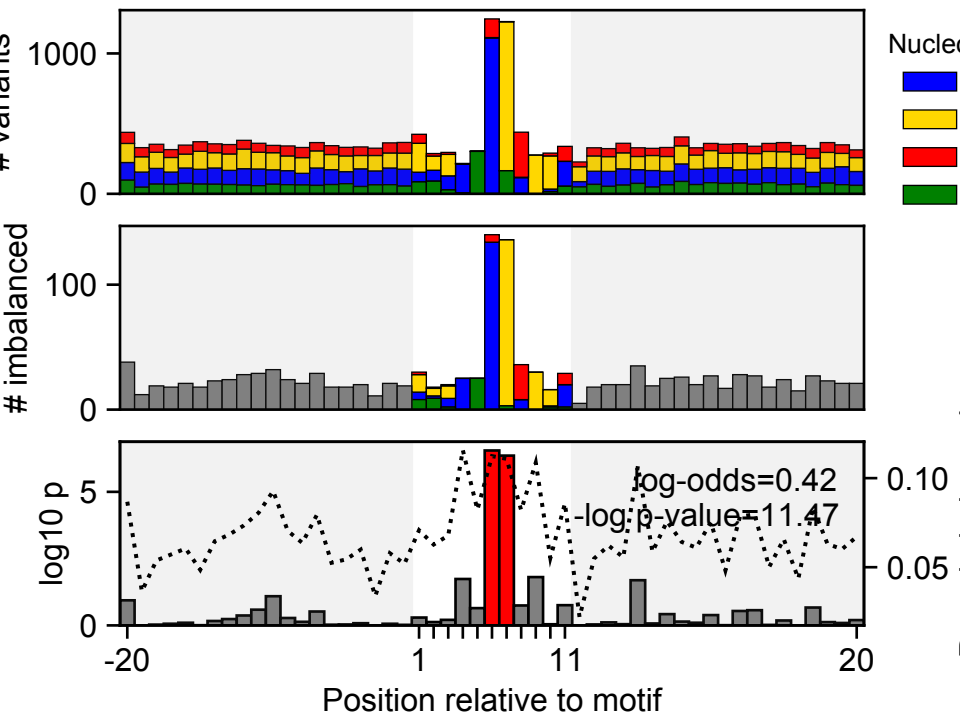 1000
0
# variants
Nucleo
100
0
# imbalanced
5
0
log10 p
log-odds=0.42
-log p-value=11.47
0.10
0.05
-20
1
11
20
Position relative to motif